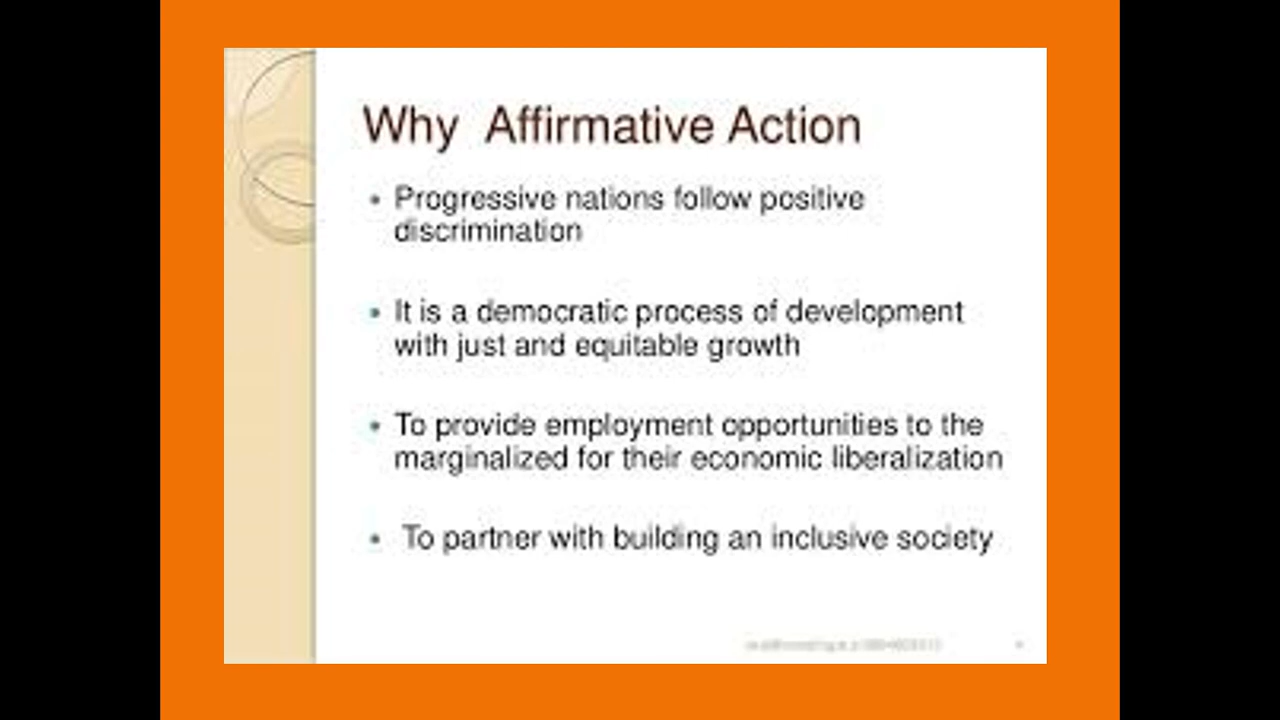 Why Affirmative Action
• Progressive nations follow positive
discrimination
• It is a democratic process of development
with just and equitable growth
• To provide employment opportunities to the
marginalized for their economic liberalization
• To partner with building an inclusive society